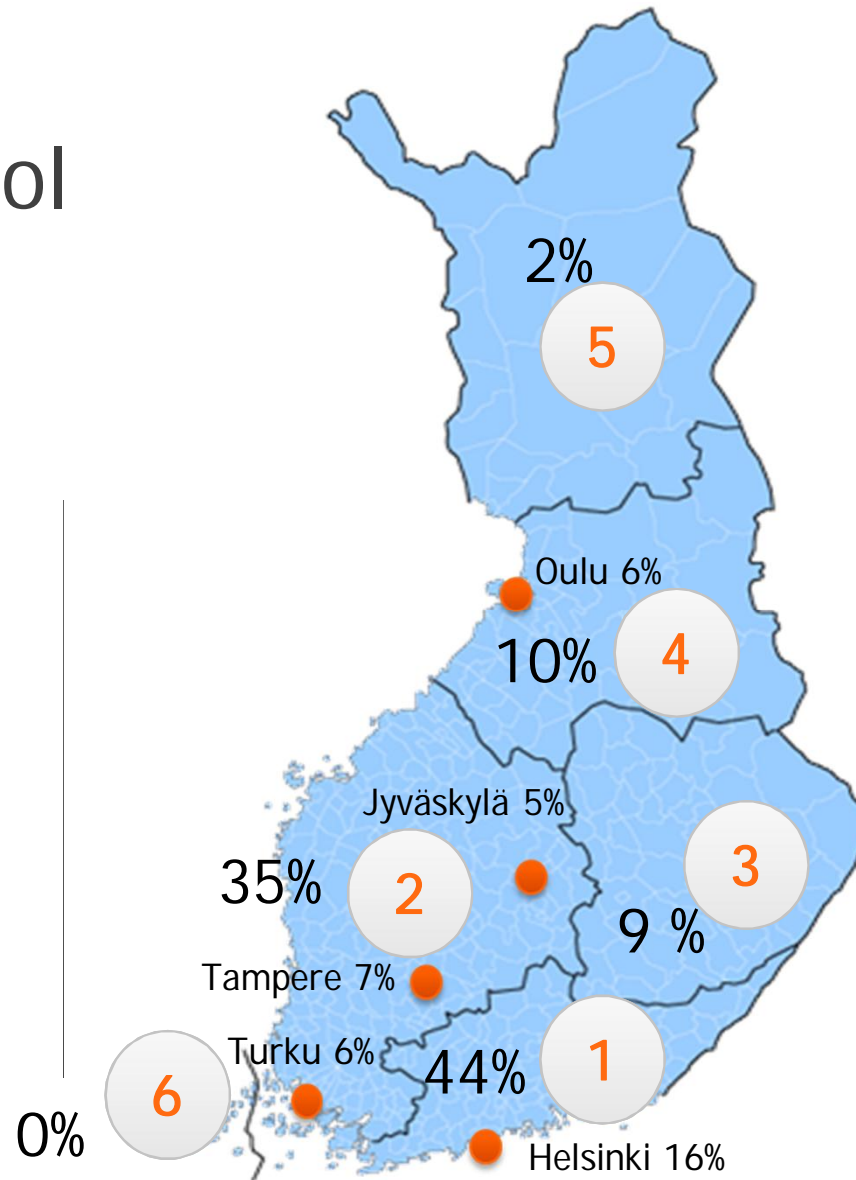 ol
2%
5
Oulu 6%
10%
4
Jyväskylä 5%
3
35%
2
9 %
Tampere 7%
Turku 6%
44%
1
6
0%
Helsinki 16%